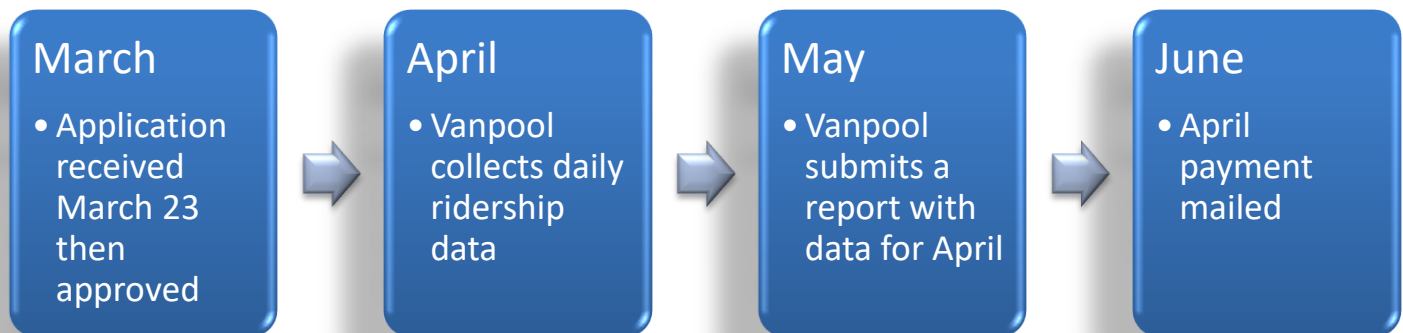 March
• Application
received
March 23
then
approved
April
• Vanpool
collects daily
ridership
data
May
• Vanpool
submits a
report with
data for April
June
• April
payment
mailed